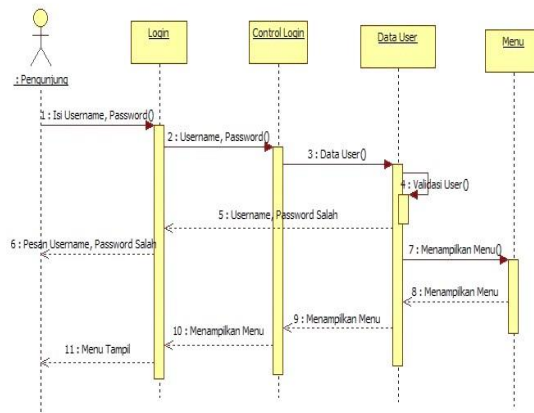 Login
Control Login
Data User
Menu
: Pengunjung
1 : Isi Username, Password()
2 : Username, Password()
3 : Data User()
4 : Validasi User()
5 : Username, Password Salah
6 : Pesan Username, Password Salah
7 : Menampilkan Menu()
8 : Menampilkan Menu
9 : Menampilkan Menu
10 : Menampilkan Menu
11 : Menu Tampil